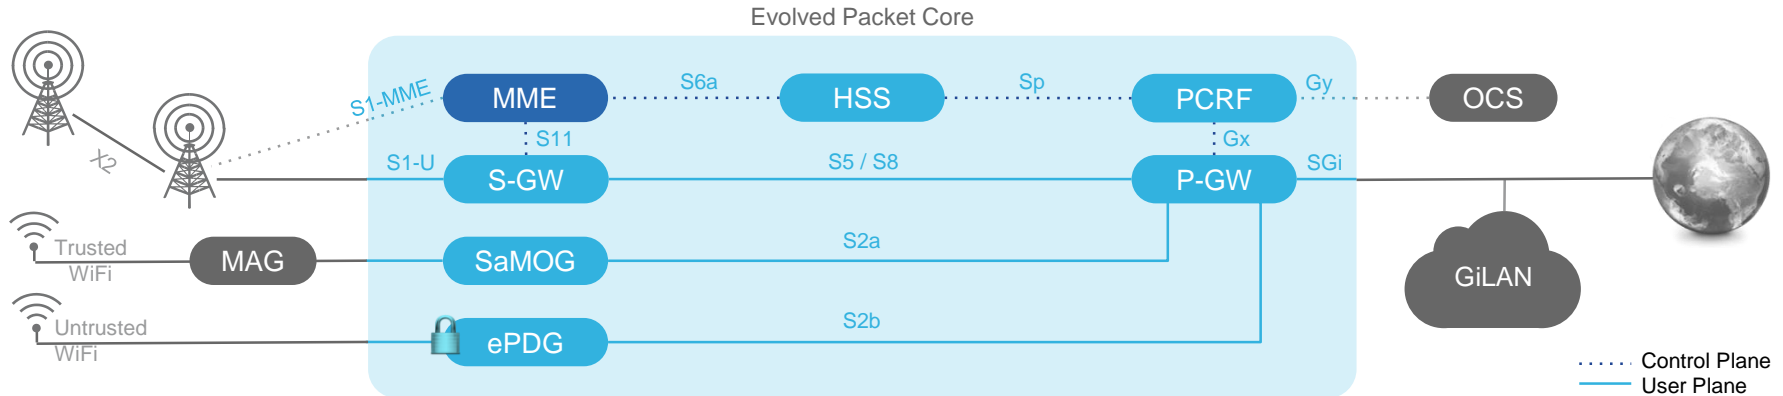 Evolved Packet Core
S1-MME
MME
S6a
HSS
Sp
PCRF
Gy
OCS
X2
S11
Gx
S1-U
S-GW
S5 / S8
P-GW
SGi
Trusted
WiFi
MAG
SaMOG
S2a
GiLAN
Untrusted
WiFi
ePDG
S2b
Control Plane
User Plane